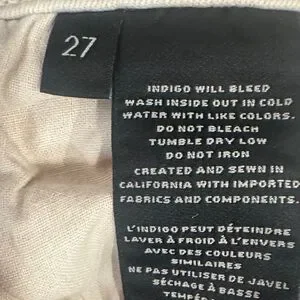 27
INDIGO WILL BLEED
WASH INSIDE OUT IN COLD
WATER WITH LIKE COLORS.
DO NOT BLEACH
TUMBLE DRY LOW
DO NOT IRON
CREATED AND SEWN IN
CALIFORNIA WITH IMPORTED
FABRICS AND COMPONENTS.
L'INDIGO PEUT DÉTEINDRE
LAVER À FROID À L'ENVERS
AVEC DES COULEURS
SIMILAIRES
NE PAS UTILISER DE JAVEL
SÉCHAGE À BASSE